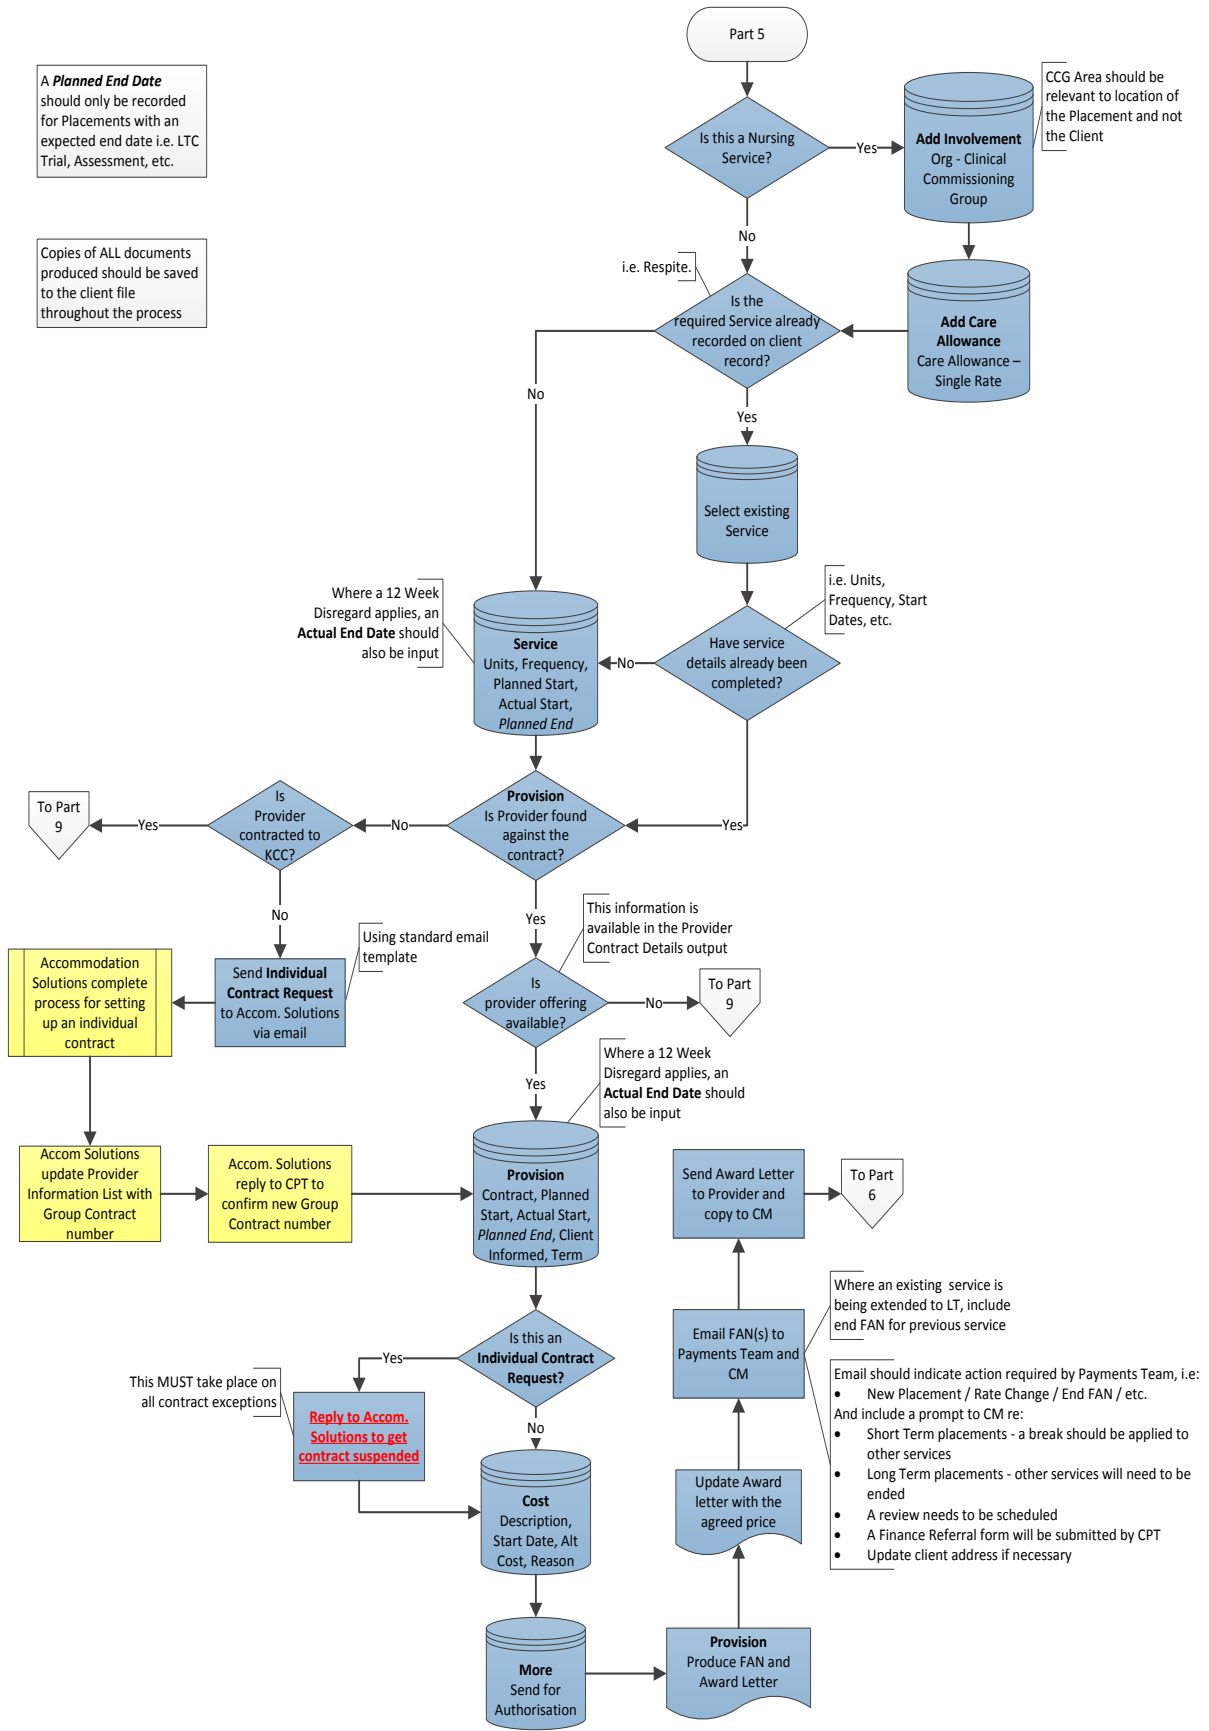 Part 5
A Planned End Date
should only be recorded
for Placements with an
expected end date i.e. LTC
Trial, Assessment, etc.
CCG Area should be
relevant to location of
the Placement and not
the Client
Is this a Nursing
Service?
Yes
Add Involvement
Org - Clinical
Commissioning
Group
No
Copies of ALL documents
produced should be saved
to the client file
throughout the process
i.e. Respite.
Is the
required Service already
recorded on client
record?
Add Care
Allowance
Care Allowance –
Single Rate
No
Yes
Select existing
Service
Where a 12 Week
Disregard applies, an
Actual End Date should
also be input
Service
Units, Frequency,
Planned Start,
Actual Start,
Planned End
No
Have service
details already been
completed?
i.e. Units,
Frequency, Start
Dates, etc.
To Part
9
Yes
Is
Provider
contracted to
KCC?
No
Provision
Is Provider found
against the
contract?
Yes
No
Yes
This information is
available in the Provider
Contract Details output
Using standard email
template
Accommodation
Solutions complete
process for setting
up an individual
contract
Send Individual
Contract Request
to Accom. Solutions
via email
Is
provider offering
available?
No
To Part
9
Yes
Where a 12 Week
Disregard applies, an
Actual End Date should
also be input
Accom Solutions
update Provider
Information List with
Group Contract
number
Accom. Solutions
reply to CPT to
confirm new Group
Contract number
Provision
Contract, Planned
Start, Actual Start,
Planned End, Client
Informed, Term
Send Award Letter
to Provider and
copy to CM
To Part
6
Where an existing service is
being extended to LT, include
end FAN for previous service
Is this an
Individual Contract
Request?
Yes
Email FAN(s) to
Payments Team and
CM
This MUST take place on
all contract exceptions
Reply to Accom.
Solutions to get
contract suspended
No
Email should indicate action required by Payments Team, i.e:
• New Placement / Rate Change / End FAN / etc.
And include a prompt to CM re:
• Short Term placements - a break should be applied to
other services
• Long Term placements - other services will need to be
ended
• A review needs to be scheduled
• A Finance Referral form will be submitted by CPT
• Update client address if necessary
Cost
Description,
Start Date, Alt
Cost, Reason
Update Award
letter with the
agreed price
More
Send for
Authorisation
Provision
Produce FAN and
Award Letter